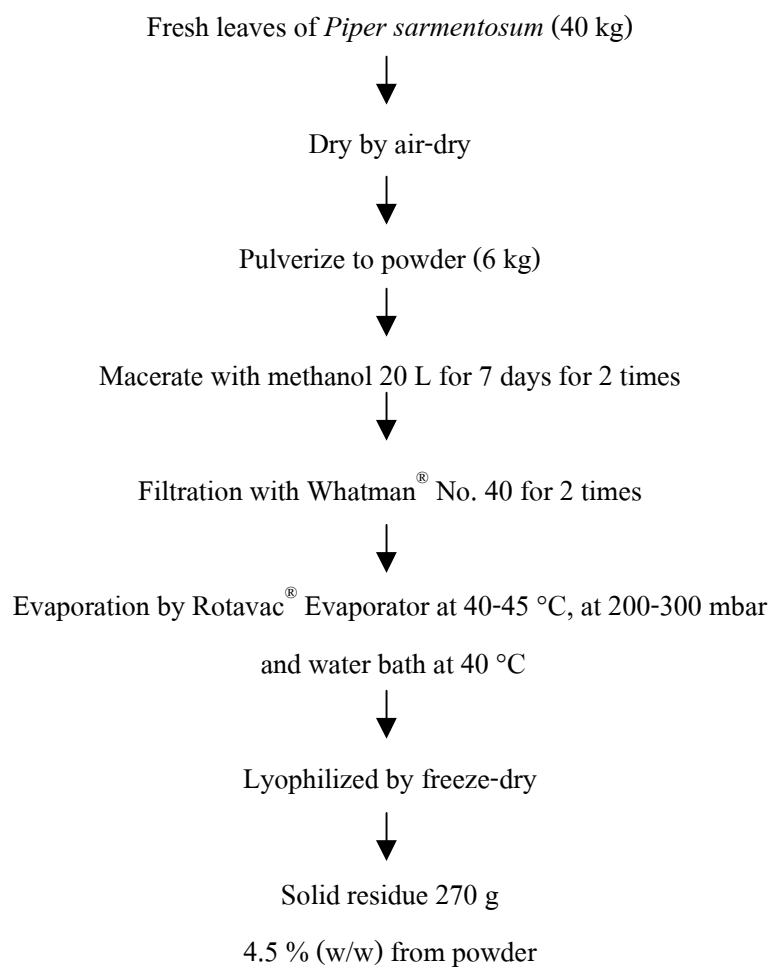 Fresh leaves of Piper sarmentosum (40 kg)
Dry by air-dry
Pulverize to powder (6 kg)
Macerate with methanol 20 L for 7 days for 2 times
Filtration with Whatman® No. 40 for 2 times
Evaporation by Rotavac® Evaporator at 40-45 °C, at 200-300 mbar
and water bath at 40 °C
Lyophilized by freeze-dry
Solid residue 270 g
4.5 % (w/w) from powder